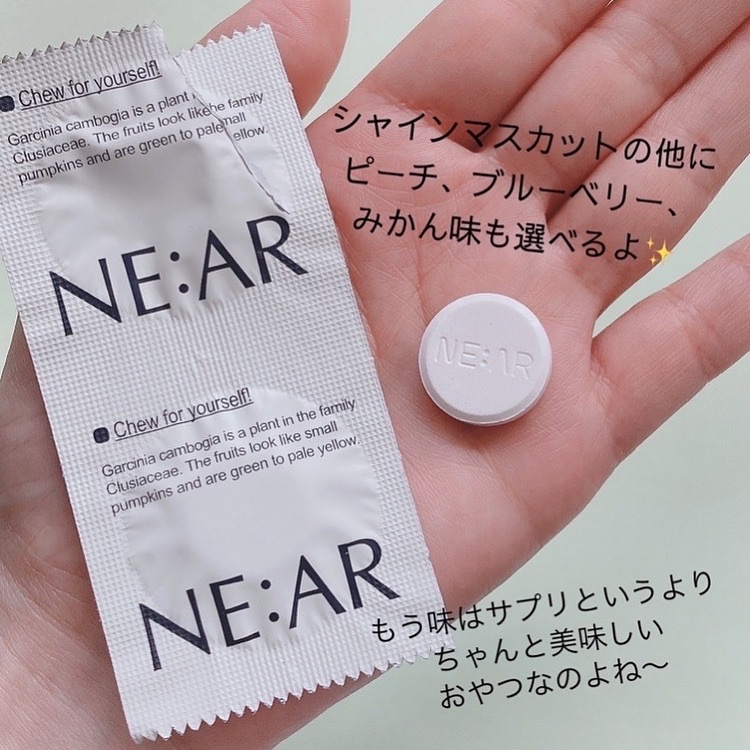 Chew for yourself!
Garcinia cambogia is a plant in the family
Clusiaceae. The fruits look like small
pumpkins and are green to pale yellow.
NE:AR
Chew for yourself!
Garcinia cambogia is a plant in the family
Clusiaceae. The fruits look like small
pumpkins and are green to pale yellow.
NE:AR
シャインマスカットの他に
ピーチ、ブルーベリー、
みかん味も選べるよ✨
NE:AR
もう味はサプリというより
ちゃんと美味しい
おやつなのよね〜